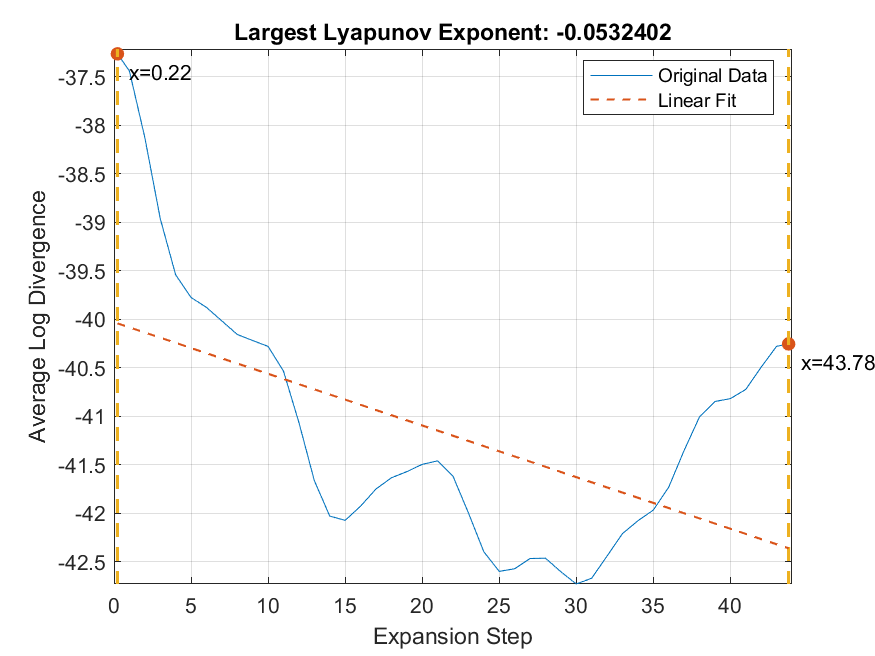 Largest Lyapunov Exponent: -0.0532402
x=0.22
Original Data
Linear Fit
-37.5
-38
-38.5
-39
-39.5
-40
-40.5
-41
-41.5
-42
-42.5
x=43.78
Average Log Divergence
0 5 10 15 20 25 30 35 40
Expansion Step